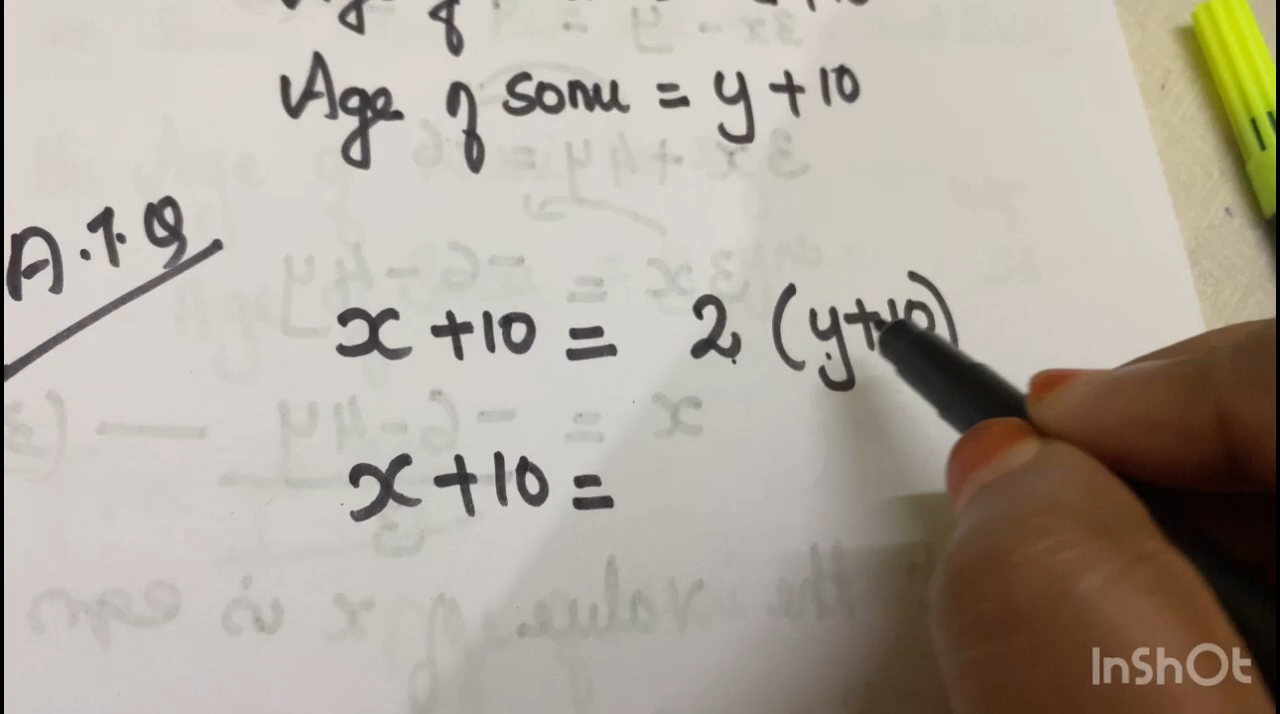 Age of sonu = y + 10
A.T.Q
x + 10 = 2 (y+10)
x + 10 =
InShOt